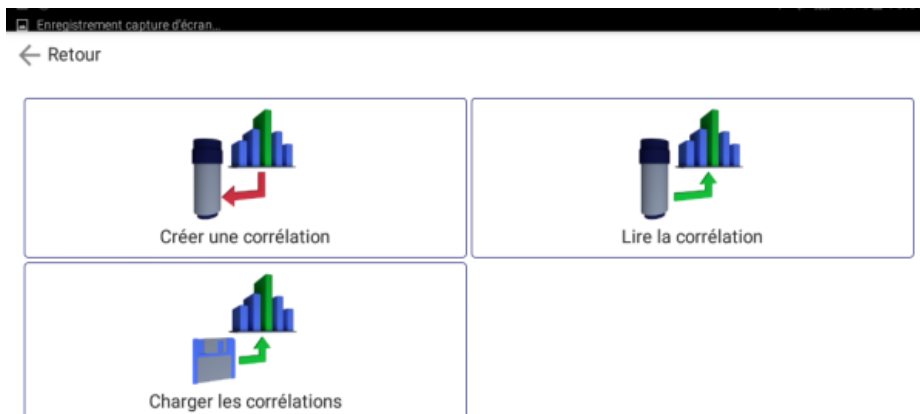 Enregistrement capture d'écran...
Retour
Créer une corrélation
Lire la corrélation
Charger les corrélations